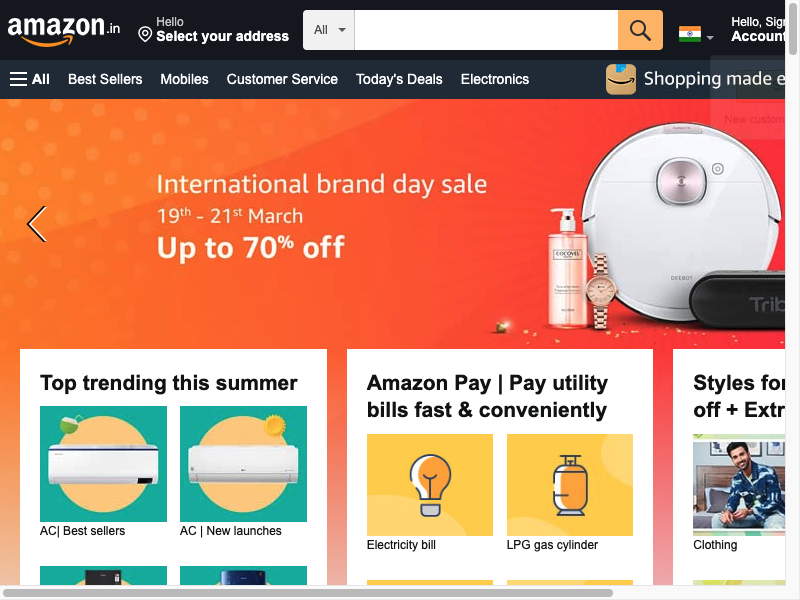 amazon.in
Hello
Select your address
All
Hello, Sig
Account
All
Best Sellers
Mobiles
Customer Service
Today's Deals
Electronics
Shopping made e
New custom
International brand day sale
19th - 21st March
Up to 70% off
COCOVEL
DEEBOT
Trib
Top trending this summer
AC| Best sellers
AC | New launches
Amazon Pay | Pay utility
bills fast & conveniently
Electricity bill
LPG gas cylinder
Styles for
off + Extr
Clothing